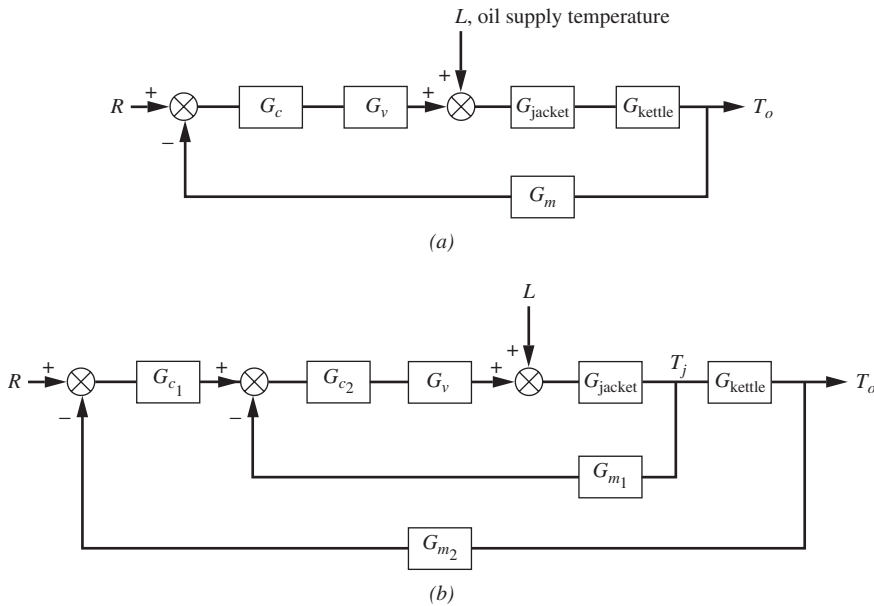 L, oil supply temperature
+
R + G_c G_v + G_jacket G_kettle T_o
−
G_m
(a)
L
+
R + G_c₁ + G_c₂ G_v + G_jacket T_j G_kettle T_o
− −
G_m₁
G_m₂
(b)